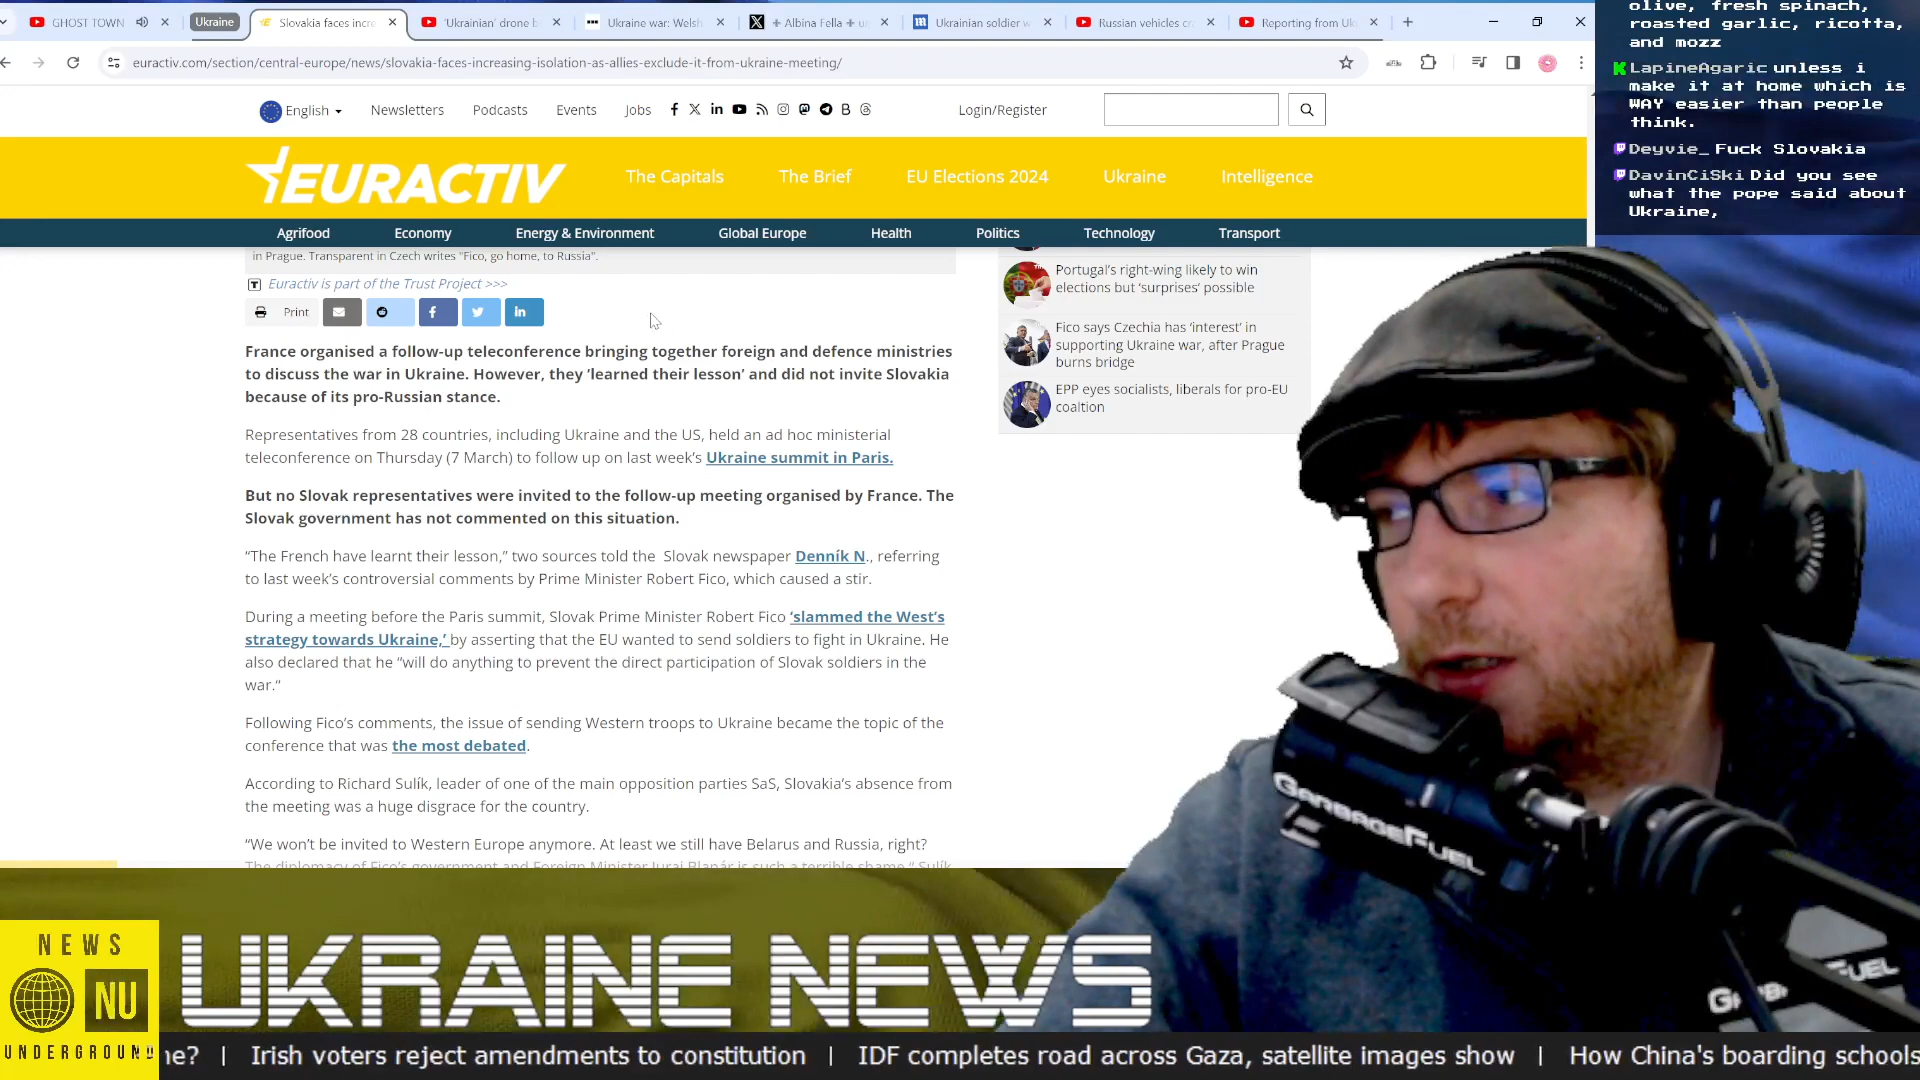 GHOST TOWN
Ukraine
Slovakia faces incre
'Ukrainian' drone b
Ukraine war: Welsh
+ Albina Fella + u
Ukrainian soldier w
Russian vehicles cr
Reporting from Uk
euractiv.com/section/central-europe/news/slovakia-faces-increasing-isolation-as-allies-exclude-it-from-ukraine-meeting/
English
Newsletters
Podcasts
Events
Jobs
Login/Register
EURACTIV
The Capitals
The Brief
EU Elections 2024
Ukraine
Intelligence
Agrifood
Economy
Energy & Environment
Global Europe
Health
Politics
Technology
Transport
in Prague. Transparent in Czech writes "Fico, go home, to Russia".
Euractiv is part of the Trust Project >>>
Print
France organised a follow-up teleconference bringing together foreign and defence ministries
to discuss the war in Ukraine. However, they 'learned their lesson' and did not invite Slovakia
because of its pro-Russian stance.
Representatives from 28 countries, including Ukraine and the US, held an ad hoc ministerial
teleconference on Thursday (7 March) to follow up on last week's Ukraine summit in Paris.
But no Slovak representatives were invited to the follow-up meeting organised by France. The
Slovak government has not commented on this situation.
“The French have learnt their lesson,” two sources told the Slovak newspaper Denník N., referring
to last week's controversial comments by Prime Minister Robert Fico, which caused a stir.
During a meeting before the Paris summit, Slovak Prime Minister Robert Fico ‘slammed the West's
strategy towards Ukraine,’ by asserting that the EU wanted to send soldiers to fight in Ukraine. He
also declared that he “will do anything to prevent the direct participation of Slovak soldiers in the
war.“
Following Fico's comments, the issue of sending Western troops to Ukraine became the topic of the
conference that was the most debated.
According to Richard Sulík, leader of one of the main opposition parties SaS, Slovakia's absence from
the meeting was a huge disgrace for the country.
“We won't be invited to Western Europe anymore. At least we still have Belarus and Russia, right?
The diplomacy of Fico's government and Foreign Minister Juraj Blanár is such a terrible shame,“ Sulík
Portugal's right-wing likely to win
elections but ‘surprises’ possible
Fico says Czechia has ‘interest’ in
supporting Ukraine war, after Prague
burns bridge
EPP eyes socialists, liberals for pro-EU
coaltion
olive, fresh spinach,
roasted garlic, ricotta,
and mozz
LapineAgaric unless i
make it at home which is
WAY easier than people
think.
Deyvie_ Fuck Slovakia
DavinCiSki Did you see
what the pope said about
Ukraine,
GARBAGEFUEL
FUEL
NEWS
NU
UNDERGROUND
UKRAINE NEWS
ne? | Irish voters reject amendments to constitution | IDF completes road across Gaza, satellite images show | How China's boarding schools